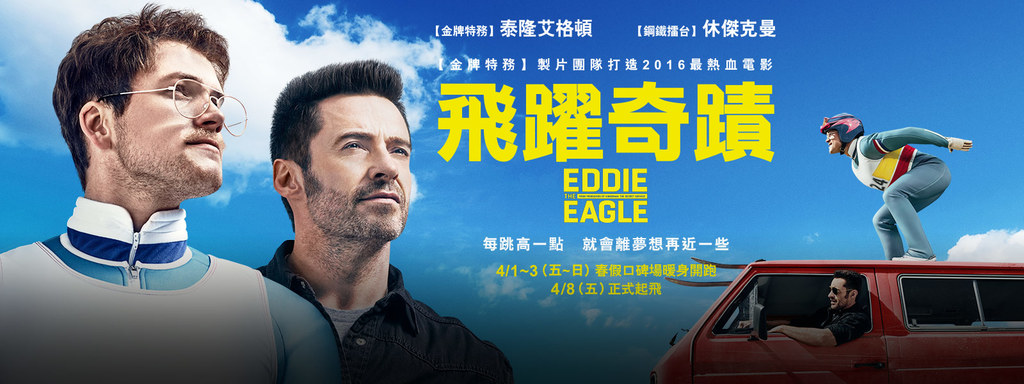 【金牌特務】泰隆艾格頓 【鋼鐵擂台】休傑克曼
【金牌特務】製片團隊打造2016最熱血電影
飛躍奇蹟
EDDIE
THE
EAGLE
每跳高一點 就會離夢想再近一些
4/1~3（五~日）春假口碑場暖身開跑
4/8（五）正式起飛